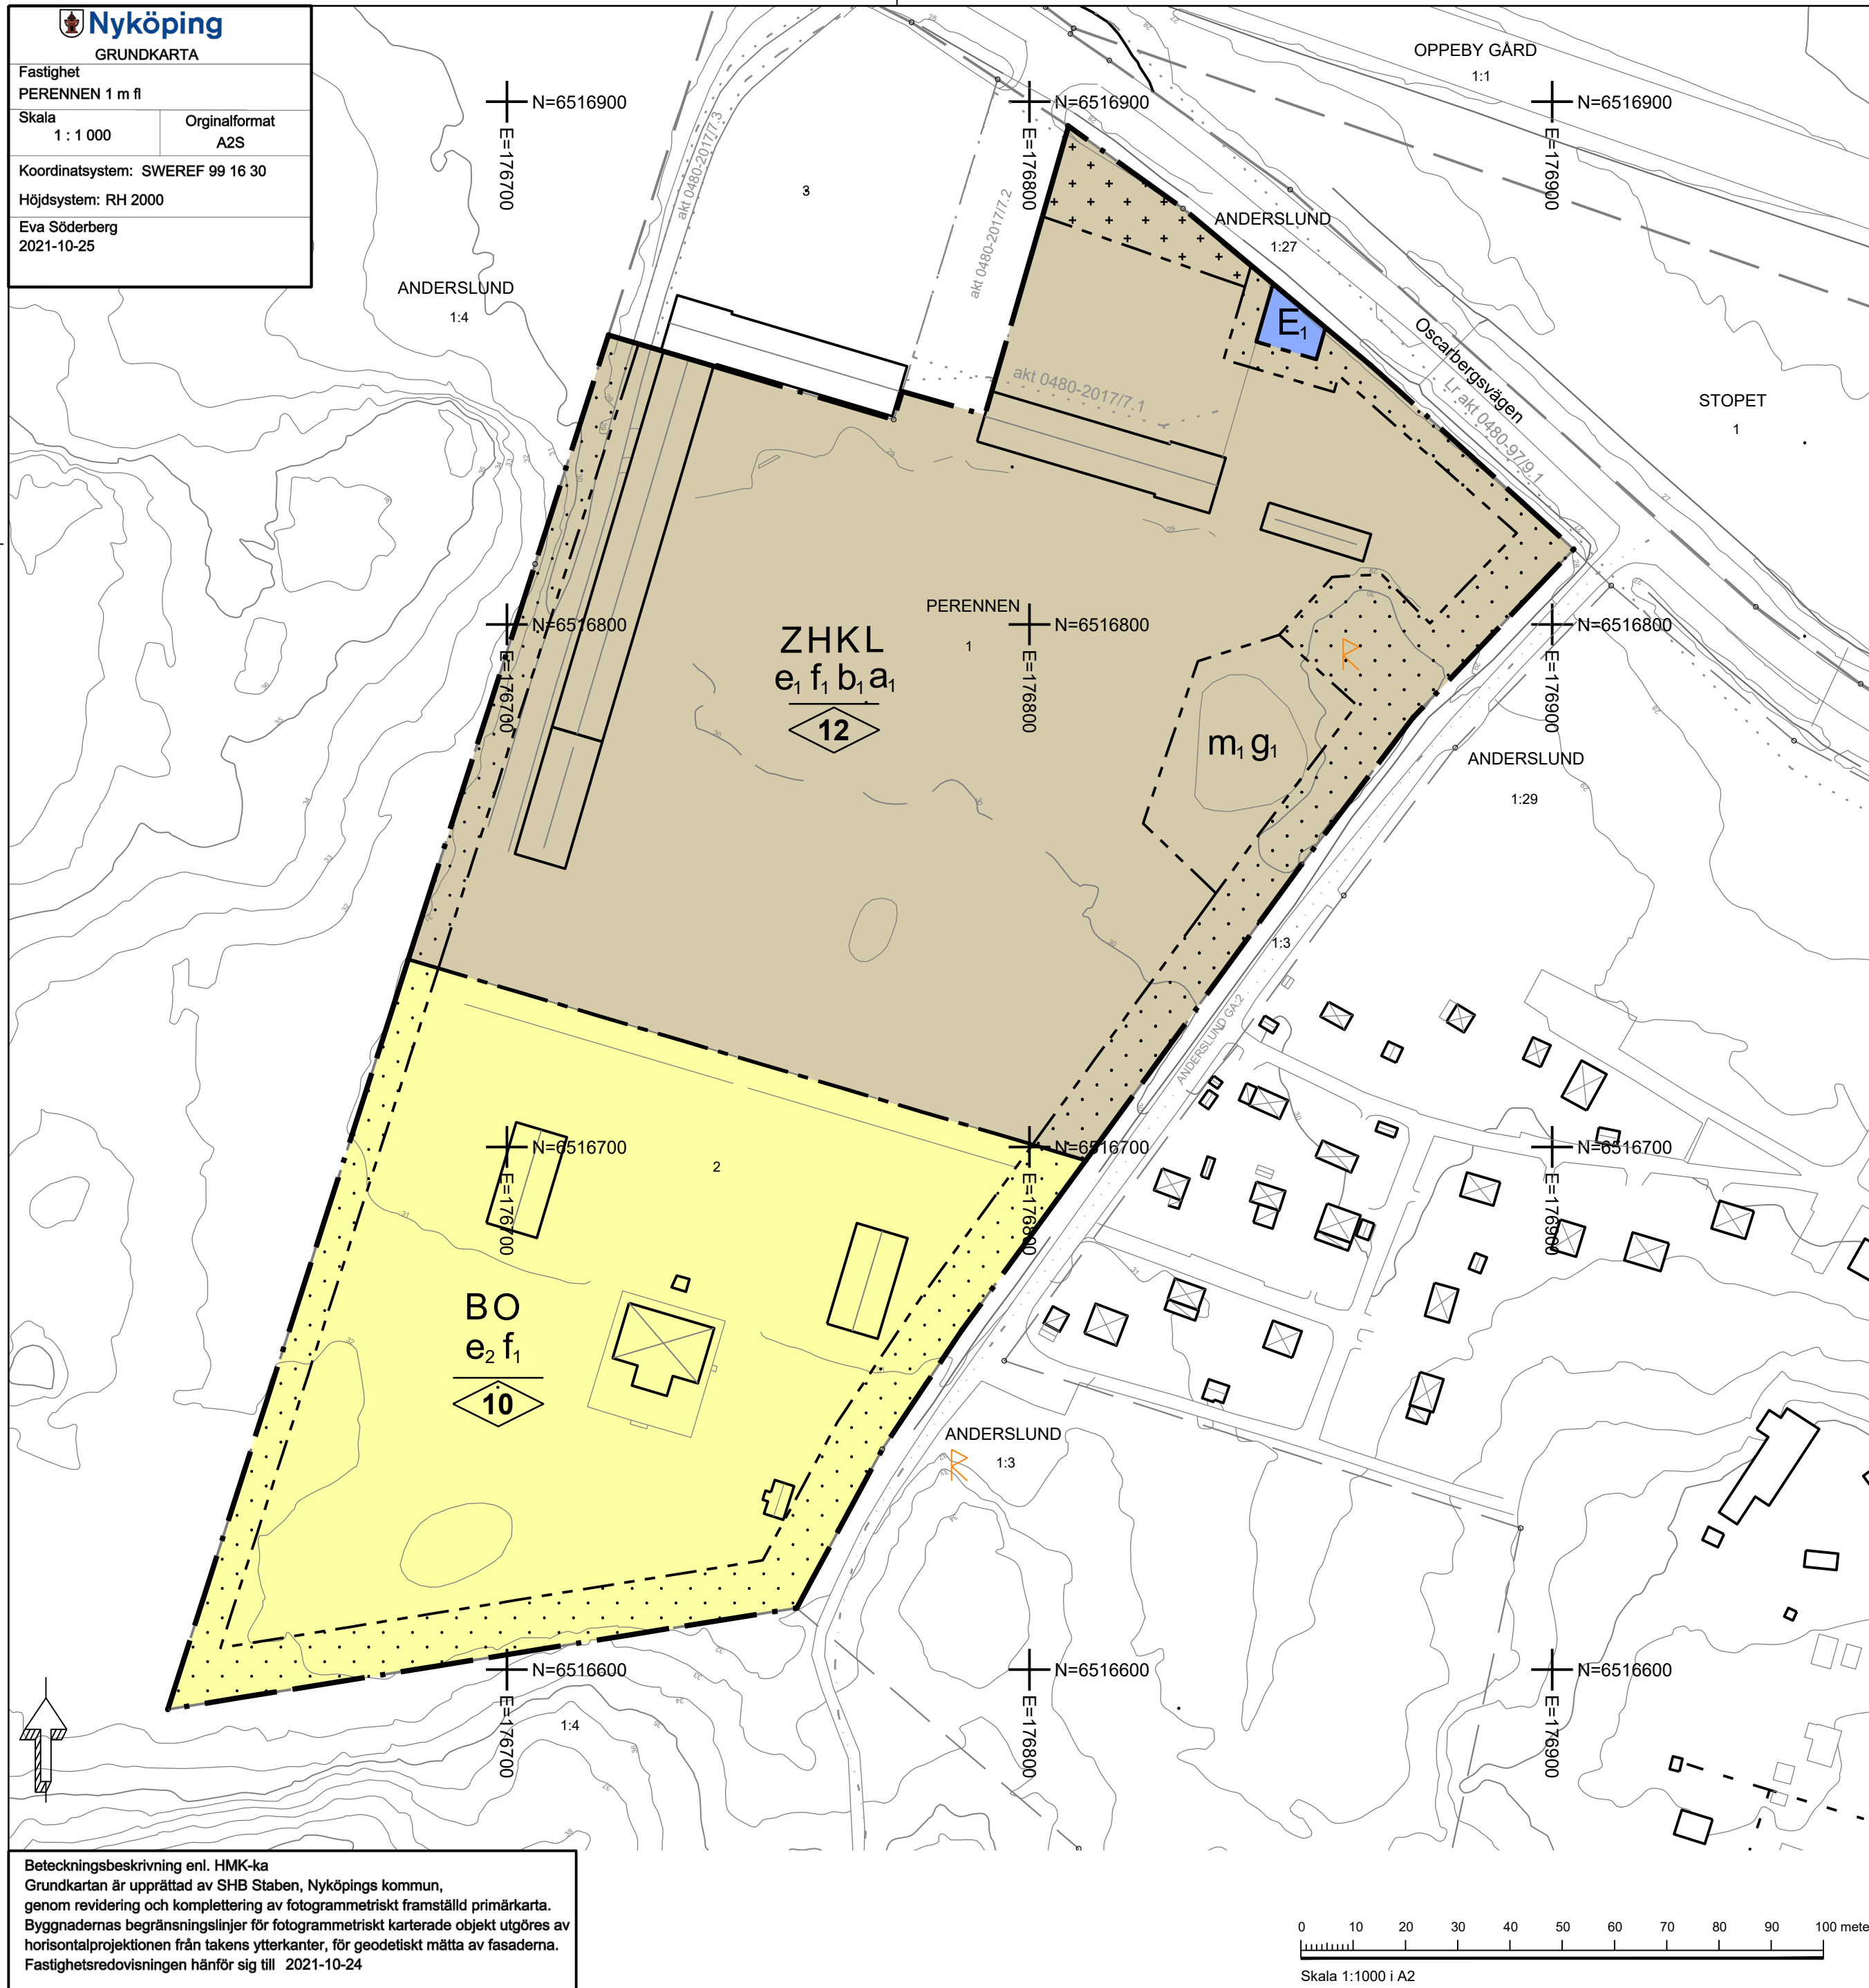 Nyköping
GRUNDKARTA
Fastighet
PERENNEN 1 m fl
Skala
1 : 1 000
Orginalformat
A2S
Koordinatsystem: SWEREF 99 16 30
Höjdsystem: RH 2000
Eva Söderberg
2021-10-25
OPPEBY GÅRD
1:1
N=6516900
E=176700
N=6516900
E=176800
N=6516900
E=176900
akt 0480-2017/7.3
3
akt 0480-2017/7.2
ANDERSLUND
1:27
ANDERSLUND
1:4
E₁
Oscarbergsvägen
Lr akt 0480-97/9.1
akt 0480-2017/7.1
STOPET
1
PERENNEN
1
N=6516800
E=176700
N=6516800
E=176800
N=6516800
E=176900
ZHKL
e₁ f₁ b₁ a₁
12
R
m₁ g₁
ANDERSLUND
1:29
1:3
ANDERSLUND GA:2
N=6516700
E=176700
N=6516700
E=176800
N=6516700
E=176900
2
BO
e₂ f₁
10
ANDERSLUND
1:3
R
N=6516600
E=176700
N=6516600
E=176800
N=6516600
E=176900
1:4
Beteckningsbeskrivning enl. HMK-ka
Grundkartan är upprättad av SHB Staben, Nyköpings kommun,
genom revidering och komplettering av fotogrammetriskt framställd primärkarta.
Byggnadernas begränsningslinjer för fotogrammetriskt karterade objekt utgöres av
horisontalprojektionen från takens ytterkanter, för geodetiskt mätta av fasaderna.
Fastighetsredovisningen hänför sig till 2021-10-24
0 10 20 30 40 50 60 70 80 90 100 mete
Skala 1:1000 i A2